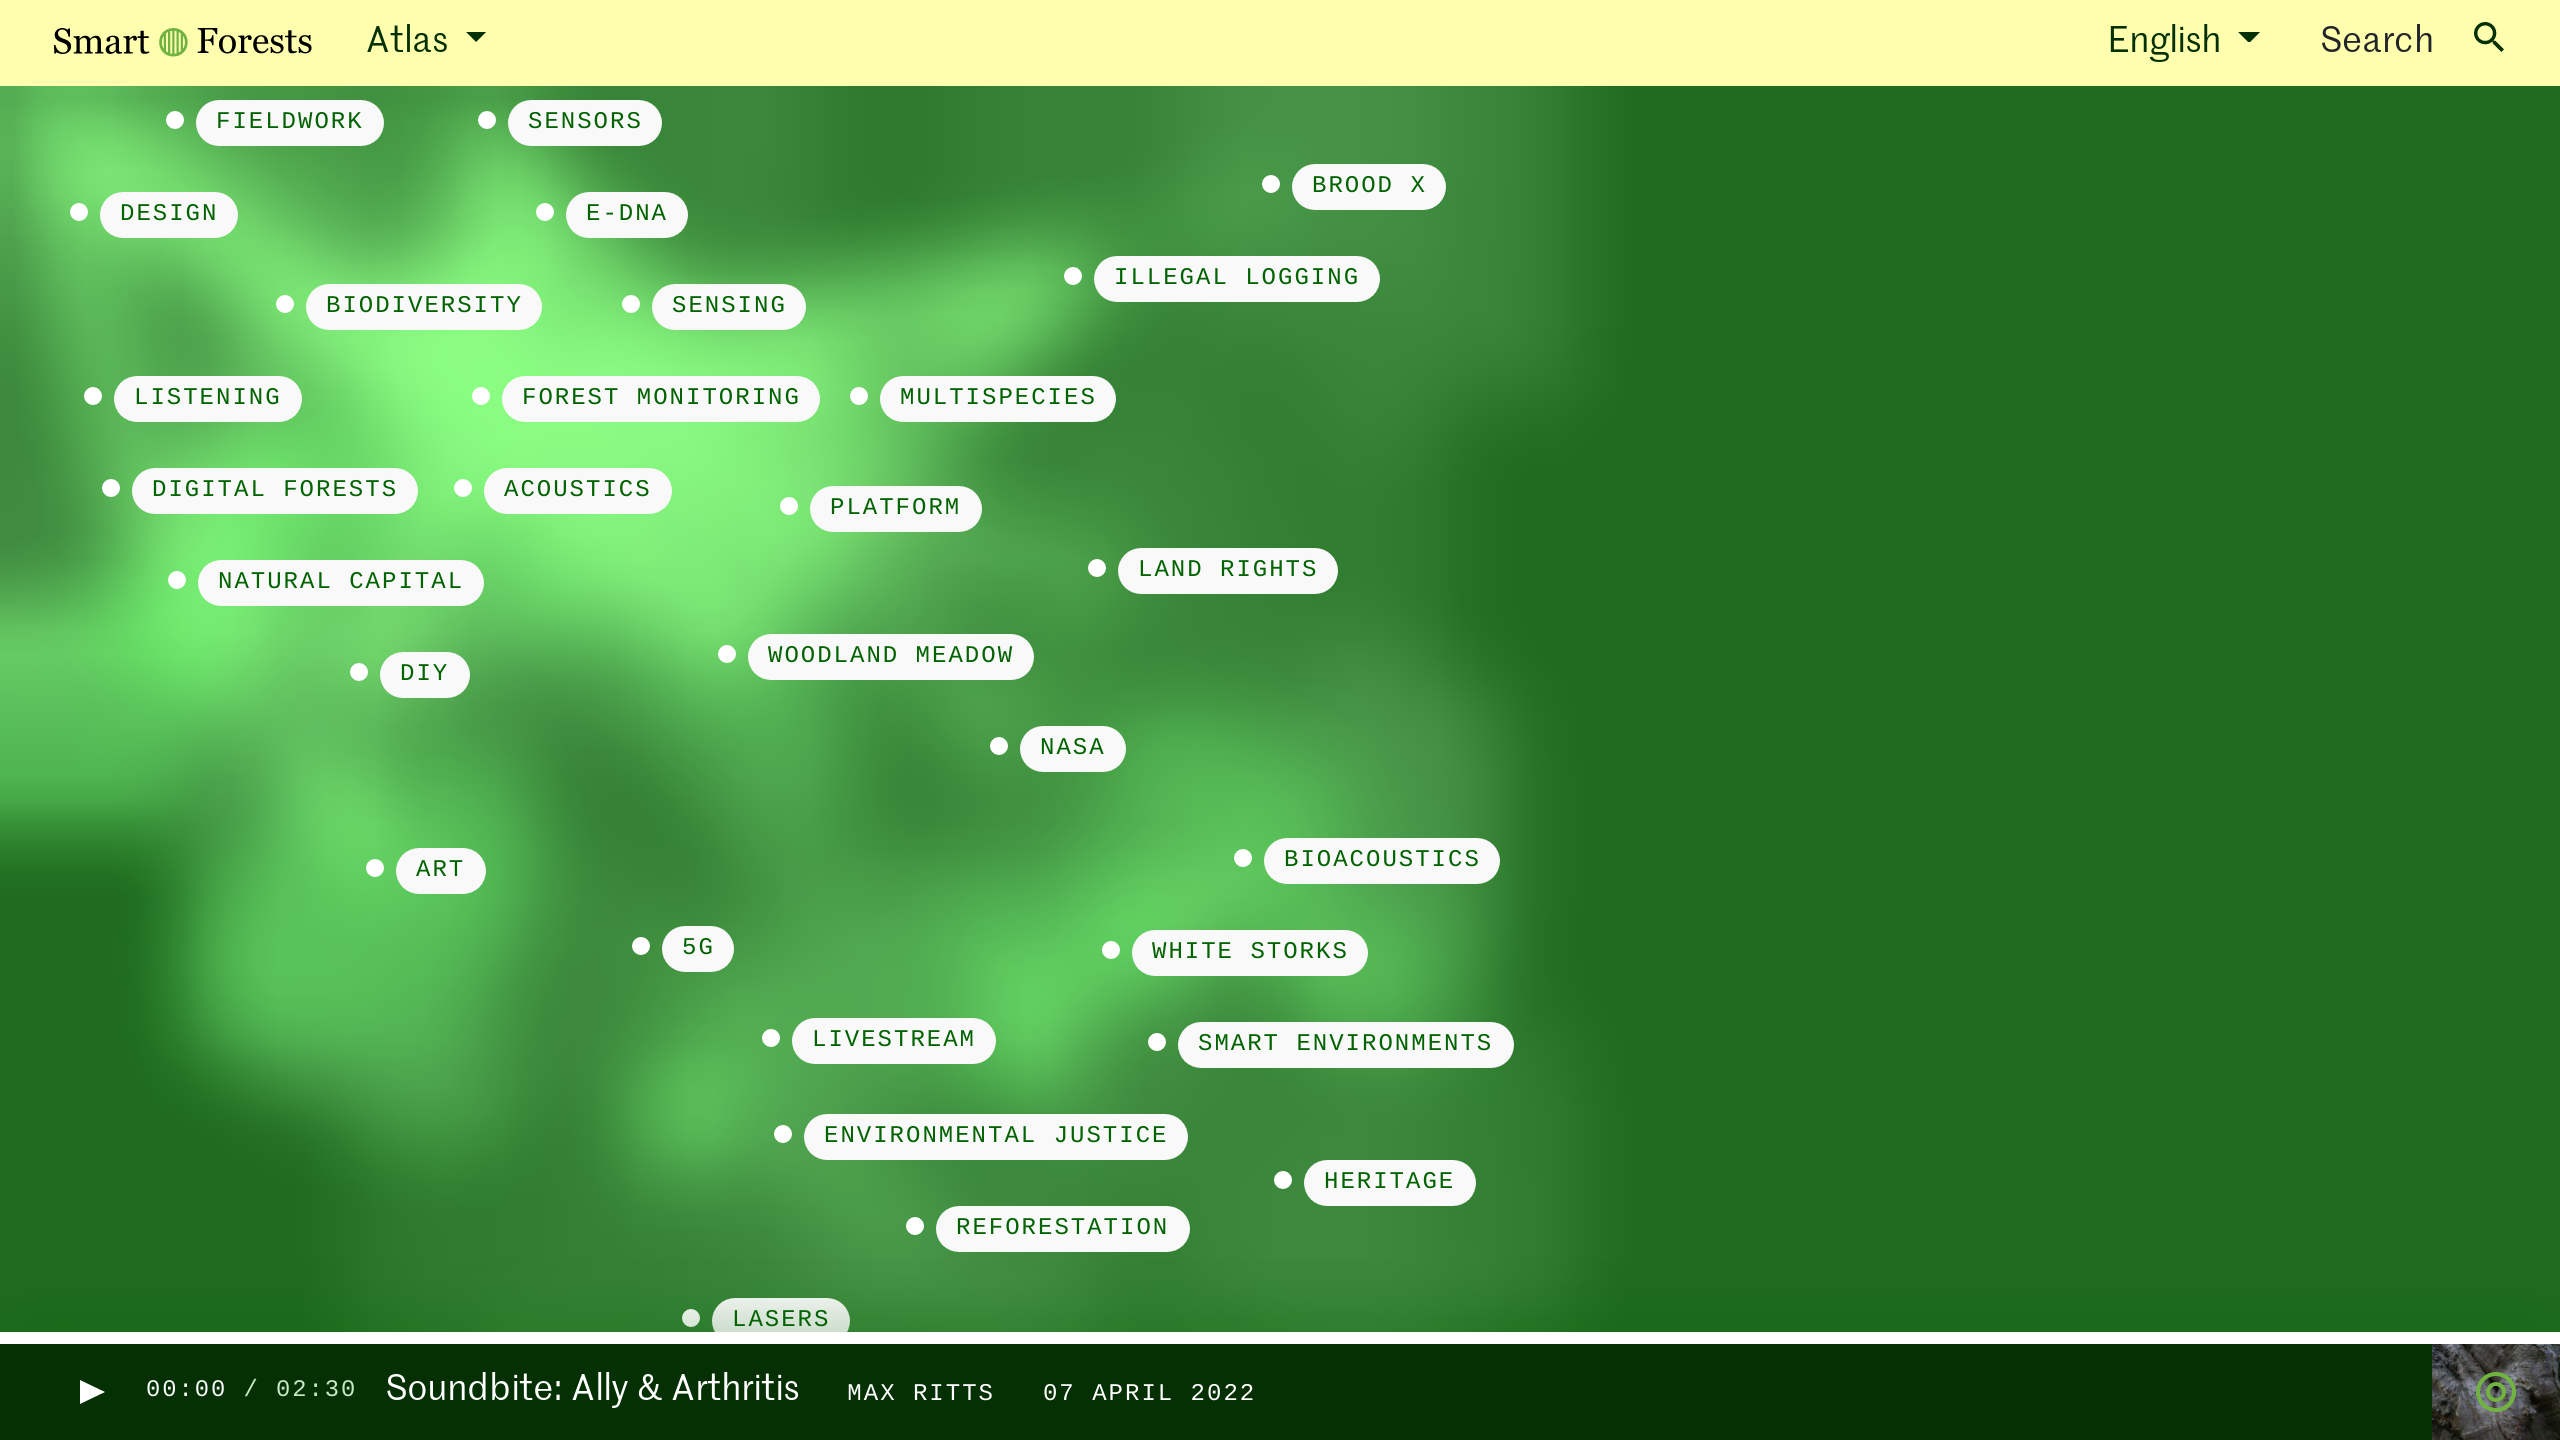 Smart Forests
Atlas
English
Search
FIELDWORK
SENSORS
BROOD X
DESIGN
E-DNA
ILLEGAL LOGGING
BIODIVERSITY
SENSING
LISTENING
FOREST MONITORING
MULTISPECIES
DIGITAL FORESTS
ACOUSTICS
PLATFORM
NATURAL CAPITAL
LAND RIGHTS
DIY
WOODLAND MEADOW
NASA
ART
BIOACOUSTICS
5G
WHITE STORKS
LIVESTREAM
SMART ENVIRONMENTS
ENVIRONMENTAL JUSTICE
HERITAGE
REFORESTATION
LASERS
00:00 / 02:30
Soundbite: Ally & Arthritis
MAX RITTS
07 APRIL 2022